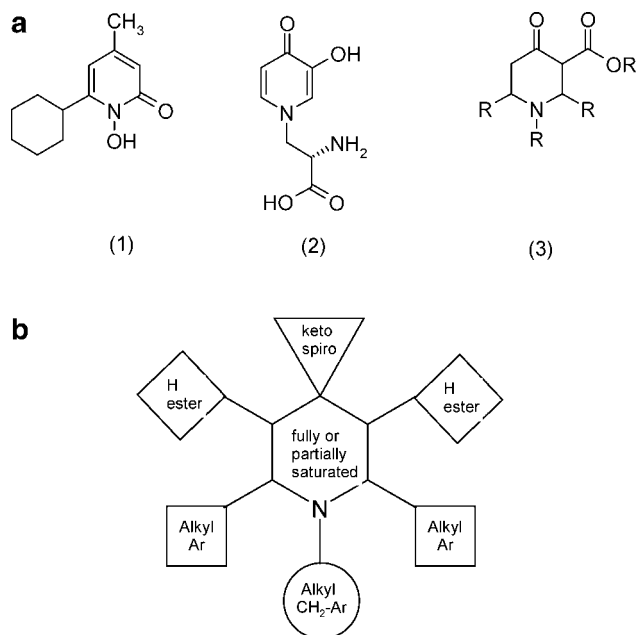 a
CH₃
N
O
OH
(1)
O
OH
N
NH₂
HO
O
(2)
O
O
OR
R
N
R
R
(3)
b
keto
spiro
H
ester
H
ester
fully or
partially
saturated
N
Alkyl
Ar
Alkyl
Ar
Alkyl
CH₂-Ar